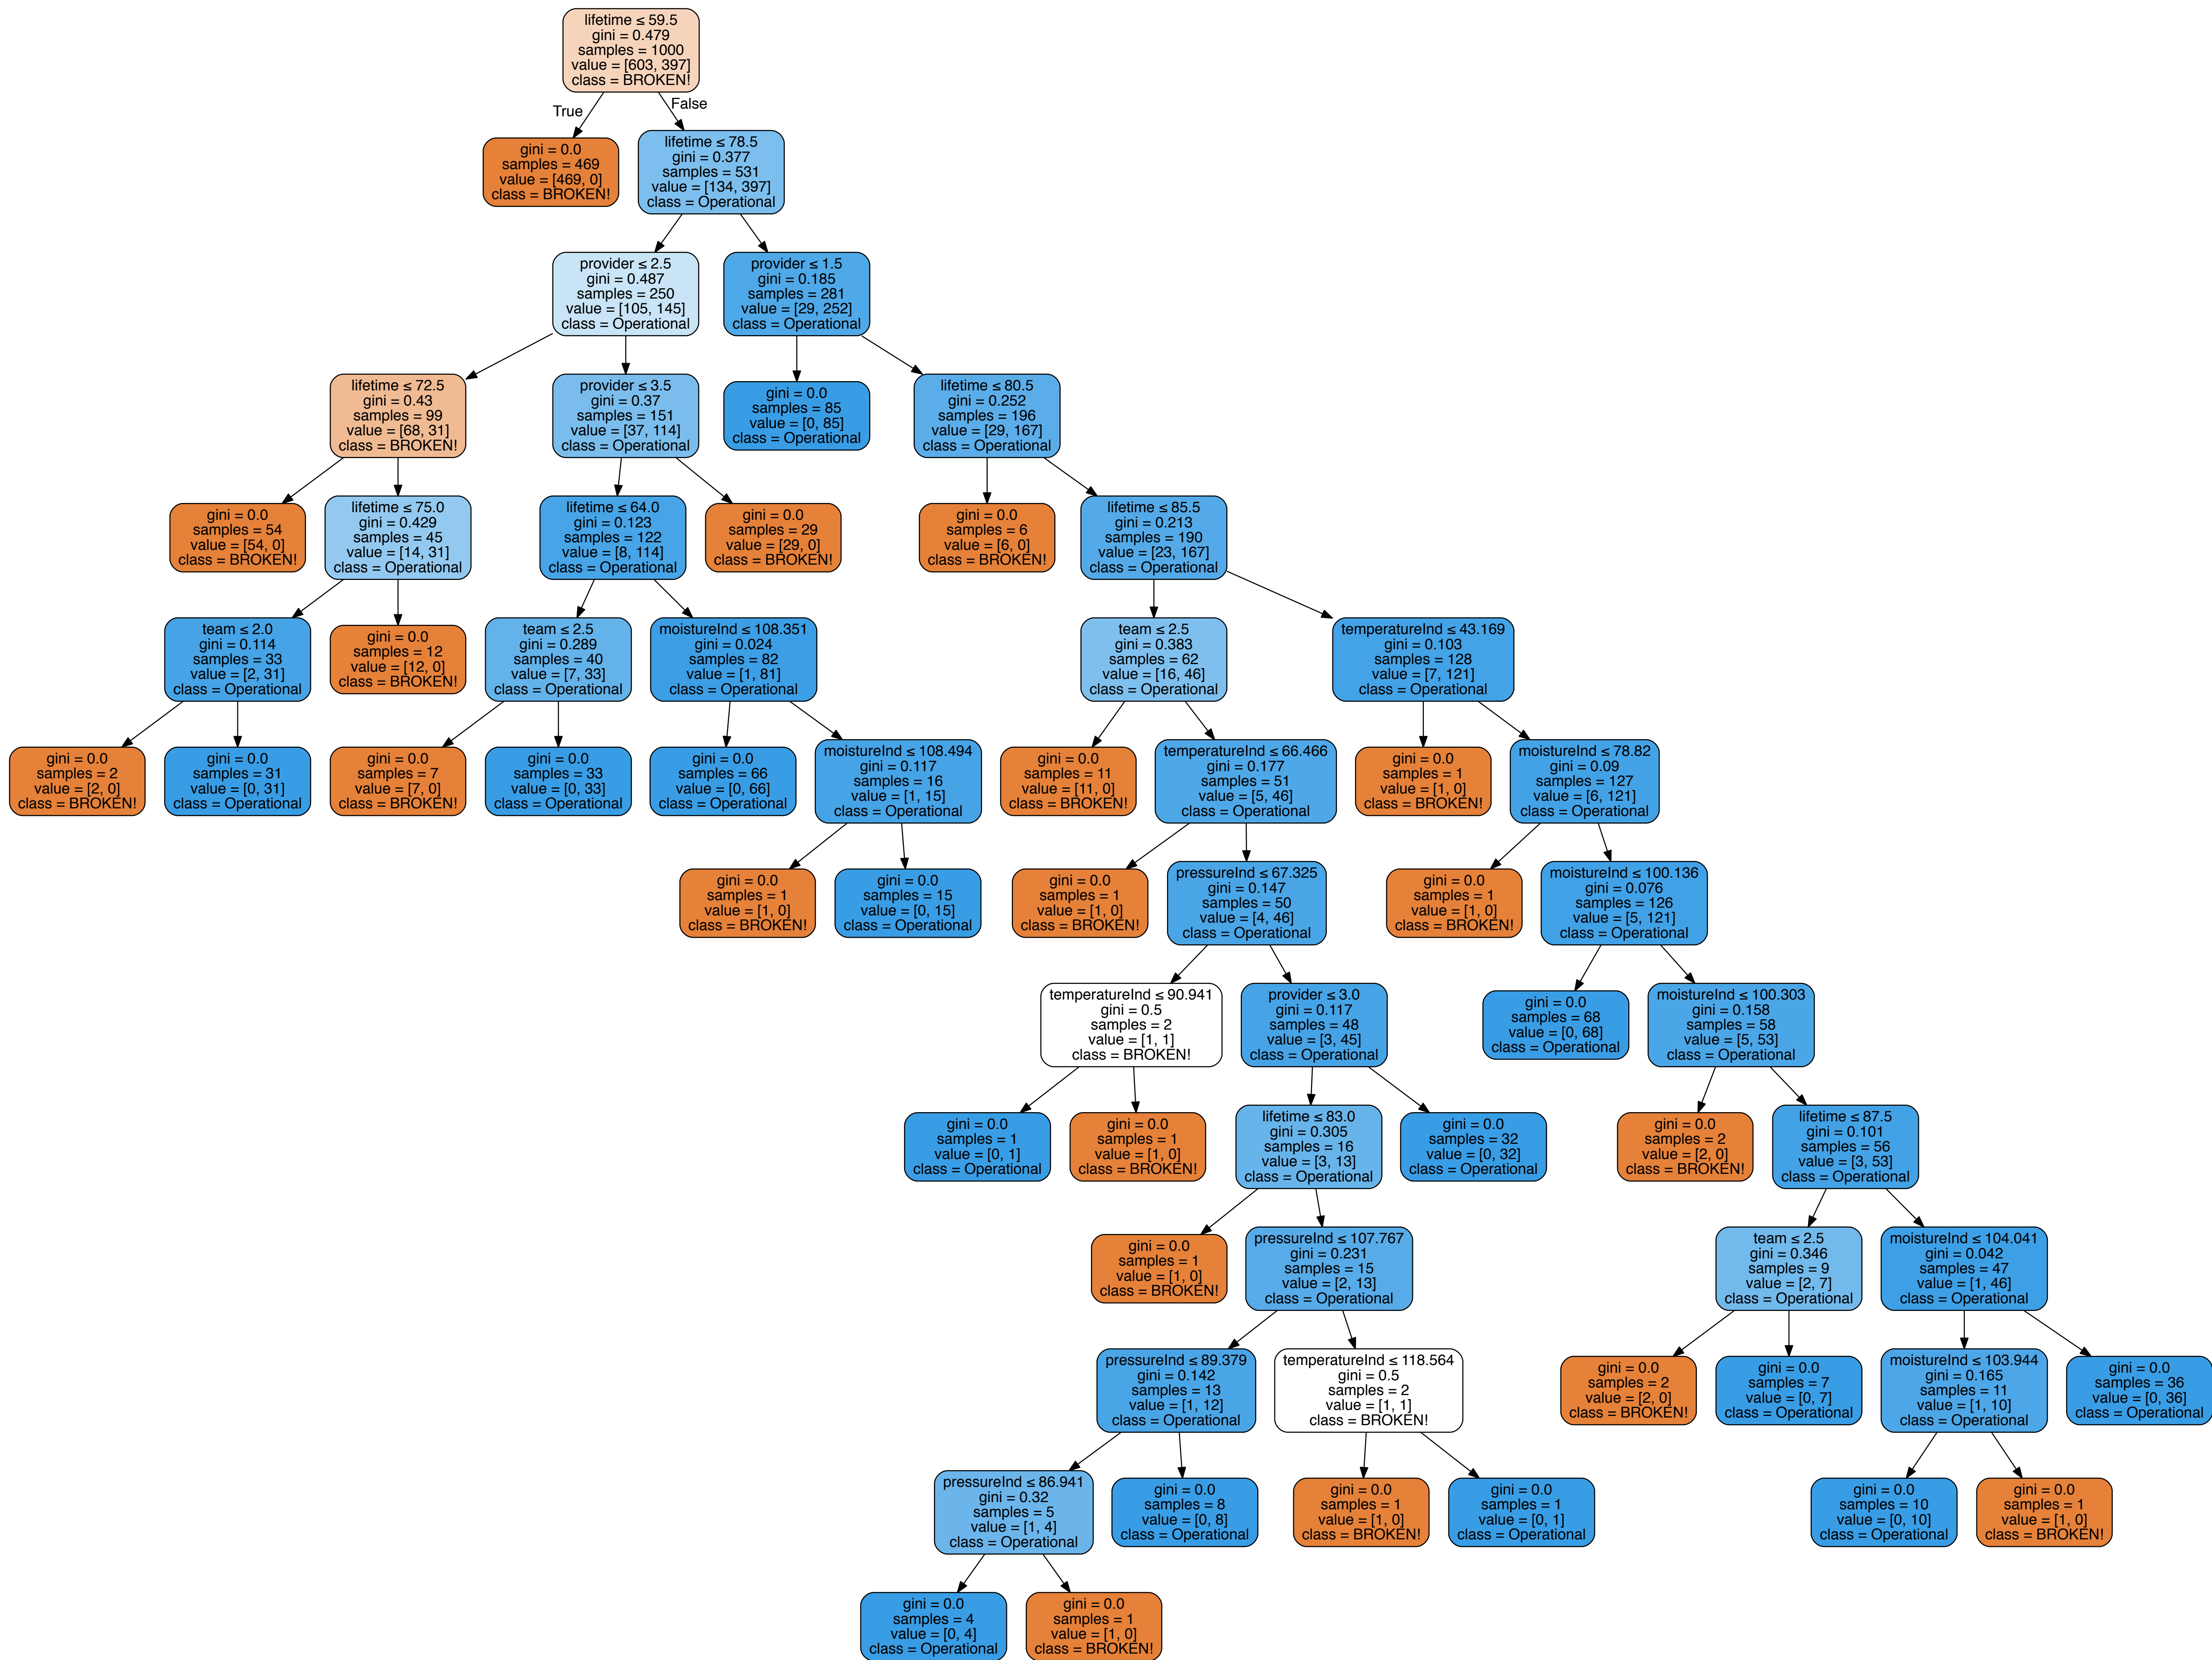 lifetime ≤ 59.5
gini = 0.479
samples = 1000
value = [603, 397]
class = BROKEN!
True
False
gini = 0.0
samples = 469
value = [469, 0]
class = BROKEN!
lifetime ≤ 78.5
gini = 0.377
samples = 531
value = [134, 397]
class = Operational
provider ≤ 2.5
gini = 0.487
samples = 250
value = [105, 145]
class = Operational
provider ≤ 1.5
gini = 0.185
samples = 281
value = [29, 252]
class = Operational
lifetime ≤ 72.5
gini = 0.43
samples = 99
value = [68, 31]
class = BROKEN!
provider ≤ 3.5
gini = 0.37
samples = 151
value = [37, 114]
class = Operational
gini = 0.0
samples = 85
value = [0, 85]
class = Operational
lifetime ≤ 80.5
gini = 0.252
samples = 196
value = [29, 167]
class = Operational
gini = 0.0
samples = 54
value = [54, 0]
class = BROKEN!
lifetime ≤ 75.0
gini = 0.429
samples = 45
value = [14, 31]
class = Operational
lifetime ≤ 64.0
gini = 0.123
samples = 122
value = [8, 114]
class = Operational
gini = 0.0
samples = 29
value = [29, 0]
class = BROKEN!
gini = 0.0
samples = 6
value = [6, 0]
class = BROKEN!
lifetime ≤ 85.5
gini = 0.213
samples = 190
value = [23, 167]
class = Operational
team ≤ 2.0
gini = 0.114
samples = 33
value = [2, 31]
class = Operational
gini = 0.0
samples = 12
value = [12, 0]
class = BROKEN!
team ≤ 2.5
gini = 0.289
samples = 40
value = [7, 33]
class = Operational
moistureInd ≤ 108.351
gini = 0.024
samples = 82
value = [1, 81]
class = Operational
team ≤ 2.5
gini = 0.383
samples = 62
value = [16, 46]
class = Operational
temperatureInd ≤ 43.169
gini = 0.103
samples = 128
value = [7, 121]
class = Operational
gini = 0.0
samples = 2
value = [2, 0]
class = BROKEN!
gini = 0.0
samples = 31
value = [0, 31]
class = Operational
gini = 0.0
samples = 7
value = [7, 0]
class = BROKEN!
gini = 0.0
samples = 33
value = [0, 33]
class = Operational
gini = 0.0
samples = 66
value = [0, 66]
class = Operational
moistureInd ≤ 108.494
gini = 0.117
samples = 16
value = [1, 15]
class = Operational
gini = 0.0
samples = 11
value = [11, 0]
class = BROKEN!
temperatureInd ≤ 66.466
gini = 0.177
samples = 51
value = [5, 46]
class = Operational
gini = 0.0
samples = 1
value = [1, 0]
class = BROKEN!
moistureInd ≤ 78.82
gini = 0.09
samples = 127
value = [6, 121]
class = Operational
gini = 0.0
samples = 1
value = [1, 0]
class = BROKEN!
gini = 0.0
samples = 15
value = [0, 15]
class = Operational
gini = 0.0
samples = 1
value = [1, 0]
class = BROKEN!
pressureInd ≤ 67.325
gini = 0.147
samples = 50
value = [4, 46]
class = Operational
gini = 0.0
samples = 1
value = [1, 0]
class = BROKEN!
moistureInd ≤ 100.136
gini = 0.076
samples = 126
value = [5, 121]
class = Operational
temperatureInd ≤ 90.941
gini = 0.5
samples = 2
value = [1, 1]
class = BROKEN!
provider ≤ 3.0
gini = 0.117
samples = 48
value = [3, 45]
class = Operational
gini = 0.0
samples = 68
value = [0, 68]
class = Operational
moistureInd ≤ 100.303
gini = 0.158
samples = 58
value = [5, 53]
class = Operational
gini = 0.0
samples = 1
value = [0, 1]
class = Operational
gini = 0.0
samples = 1
value = [1, 0]
class = BROKEN!
lifetime ≤ 83.0
gini = 0.305
samples = 16
value = [3, 13]
class = Operational
gini = 0.0
samples = 32
value = [0, 32]
class = Operational
gini = 0.0
samples = 2
value = [2, 0]
class = BROKEN!
lifetime ≤ 87.5
gini = 0.101
samples = 56
value = [3, 53]
class = Operational
gini = 0.0
samples = 1
value = [1, 0]
class = BROKEN!
pressureInd ≤ 107.767
gini = 0.231
samples = 15
value = [2, 13]
class = Operational
team ≤ 2.5
gini = 0.346
samples = 9
value = [2, 7]
class = Operational
moistureInd ≤ 104.041
gini = 0.042
samples = 47
value = [1, 46]
class = Operational
pressureInd ≤ 89.379
gini = 0.142
samples = 13
value = [1, 12]
class = Operational
temperatureInd ≤ 118.564
gini = 0.5
samples = 2
value = [1, 1]
class = BROKEN!
gini = 0.0
samples = 2
value = [2, 0]
class = BROKEN!
gini = 0.0
samples = 7
value = [0, 7]
class = Operational
moistureInd ≤ 103.944
gini = 0.165
samples = 11
value = [1, 10]
class = Operational
gini = 0.0
samples = 36
value = [0, 36]
class = Operational
pressureInd ≤ 86.941
gini = 0.32
samples = 5
value = [1, 4]
class = Operational
gini = 0.0
samples = 8
value = [0, 8]
class = Operational
gini = 0.0
samples = 1
value = [1, 0]
class = BROKEN!
gini = 0.0
samples = 1
value = [0, 1]
class = Operational
gini = 0.0
samples = 10
value = [0, 10]
class = Operational
gini = 0.0
samples = 1
value = [1, 0]
class = BROKEN!
gini = 0.0
samples = 4
value = [0, 4]
class = Operational
gini = 0.0
samples = 1
value = [1, 0]
class = BROKEN!